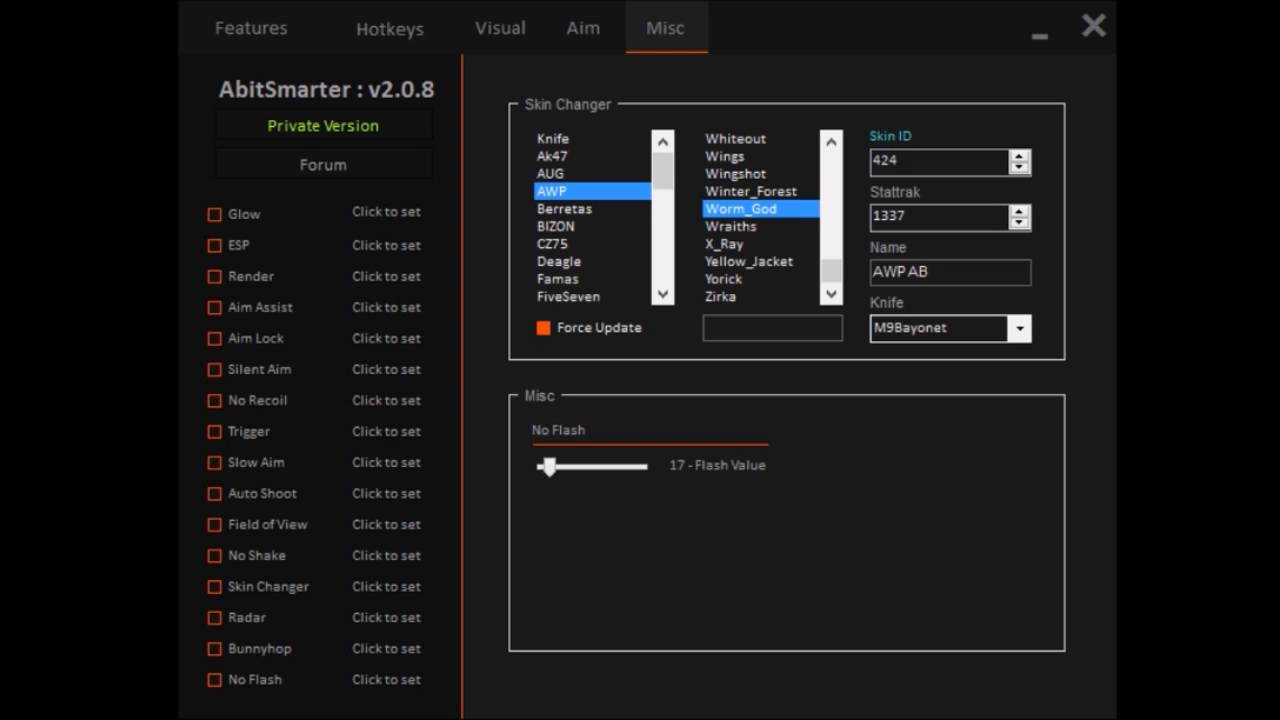 Features Hotkeys Visual Aim Misc
AbitSmarter : v2.0.8
Private Version
Forum
Glow Click to set
ESP Click to set
Render Click to set
Aim Assist Click to set
Aim Lock Click to set
Silent Aim Click to set
No Recoil Click to set
Trigger Click to set
Slow Aim Click to set
Auto Shoot Click to set
Field of View Click to set
No Shake Click to set
Skin Changer Click to set
Radar Click to set
Bunnyhop Click to set
No Flash Click to set
Skin Changer
Knife
Ak47
AUG
AWP
Berretas
BIZON
CZ75
Deagle
Famas
FiveSeven
Force Update
Whiteout
Wings
Wingshot
Winter_Forest
Worm_God
Wraiths
X_Ray
Yellow_Jacket
Yorick
Zirka
Skin ID
424
Stattrak
1337
Name
AWP AB
Knife
M9Bayonet
Misc
No Flash
17 - Flash Value